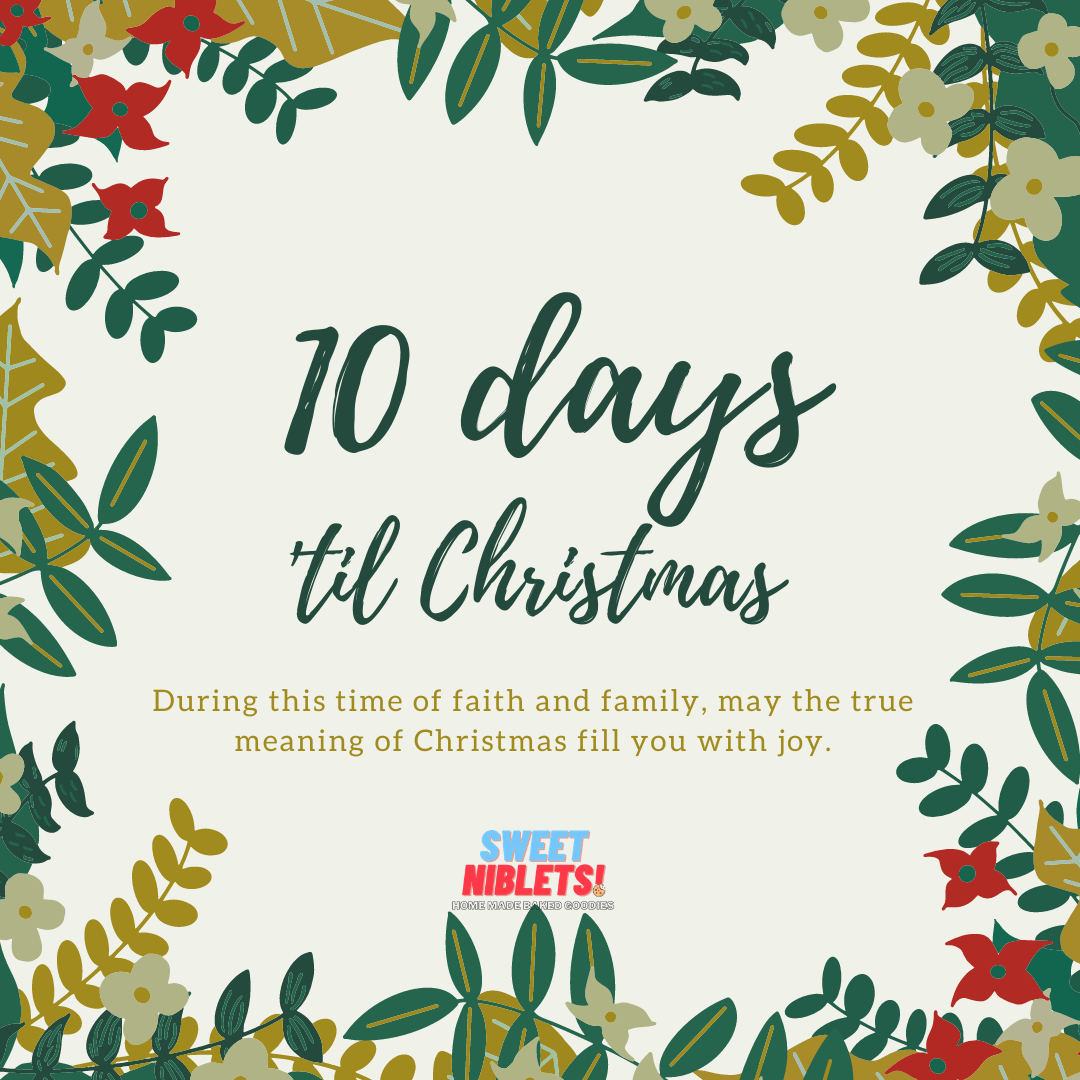 10 days
'til Christmas
During this time of faith and family, may the true
meaning of Christmas fill you with joy.
SWEET
NIBLETS!
HOME MADE BAKED GOODIES